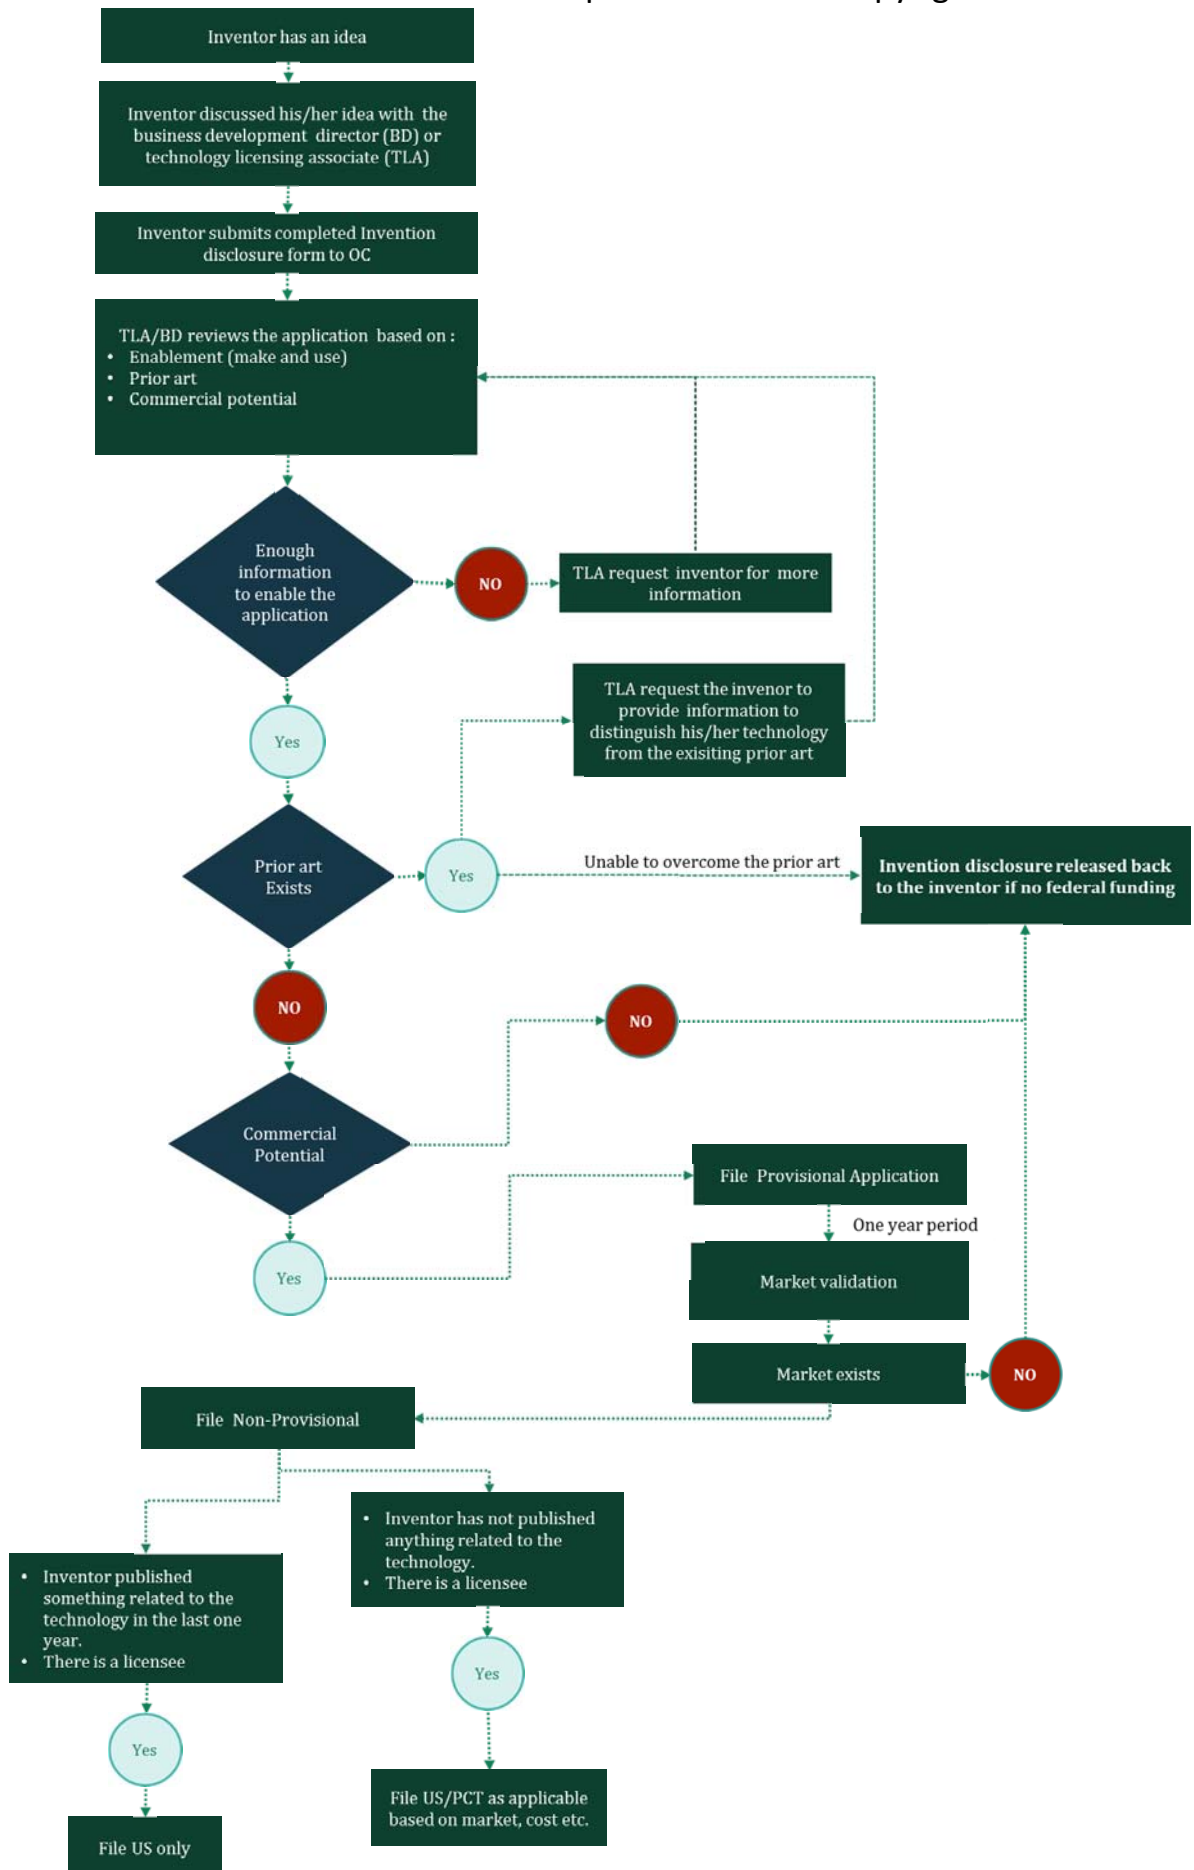 Inventor has an idea
Inventor discussed his/her idea with the
business development director (BD) or
technology licensing associate (TLA)
Inventor submits completed Invention
disclosure form to OC
TLA/BD reviews the application based on :
• Enablement (make and use)
• Prior art
• Commercial potential
Enough
information
to enable the
application
NO
TLA request inventor for more
information
Yes
TLA request the invenor to
provide information to
distinguish his/her technology
from the exisiting prior art
Prior art
Exists
Yes
Unable to overcome the prior art
Invention disclosure released back
to the inventor if no federal funding
NO
NO
Commercial
Potential
File Provisional Application
One year period
Yes
Market validation
Market exists
NO
File Non-Provisional
• Inventor has not published
anything related to the
technology.
• There is a licensee
• Inventor published
something related to the
technology in the last one
year.
• There is a licensee
Yes
Yes
File US/PCT as applicable
based on market, cost etc.
File US only